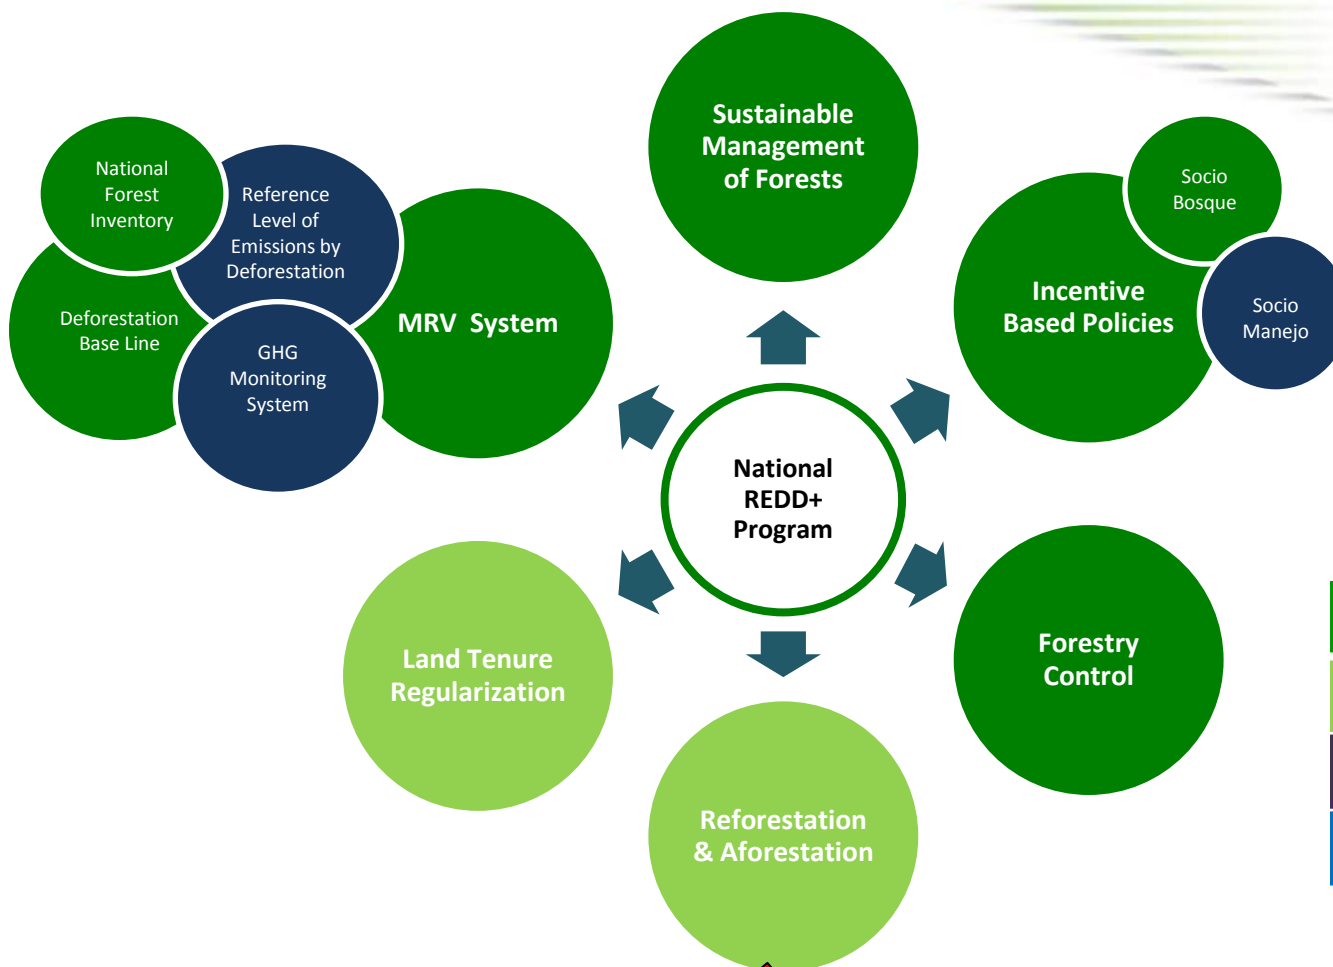 Sustainable
Management
of Forests
National
Forest
Inventory
Reference
Level of
Emissions by
Deforestation
Deforestation
Base Line
GHG
Monitoring
System
MRV  System
Socio
Bosque
Incentive
Based Policies
Socio
Manejo
National
REDD+
Program
Land Tenure
Regularization
Forestry
Control
Reforestation
& Aforestation